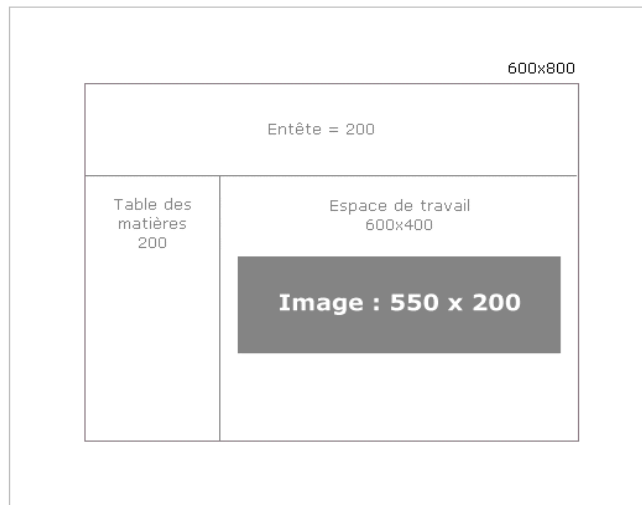 600x800
Entête = 200
Table des
matières
200
Espace de travail
600x400
Image : 550 x 200